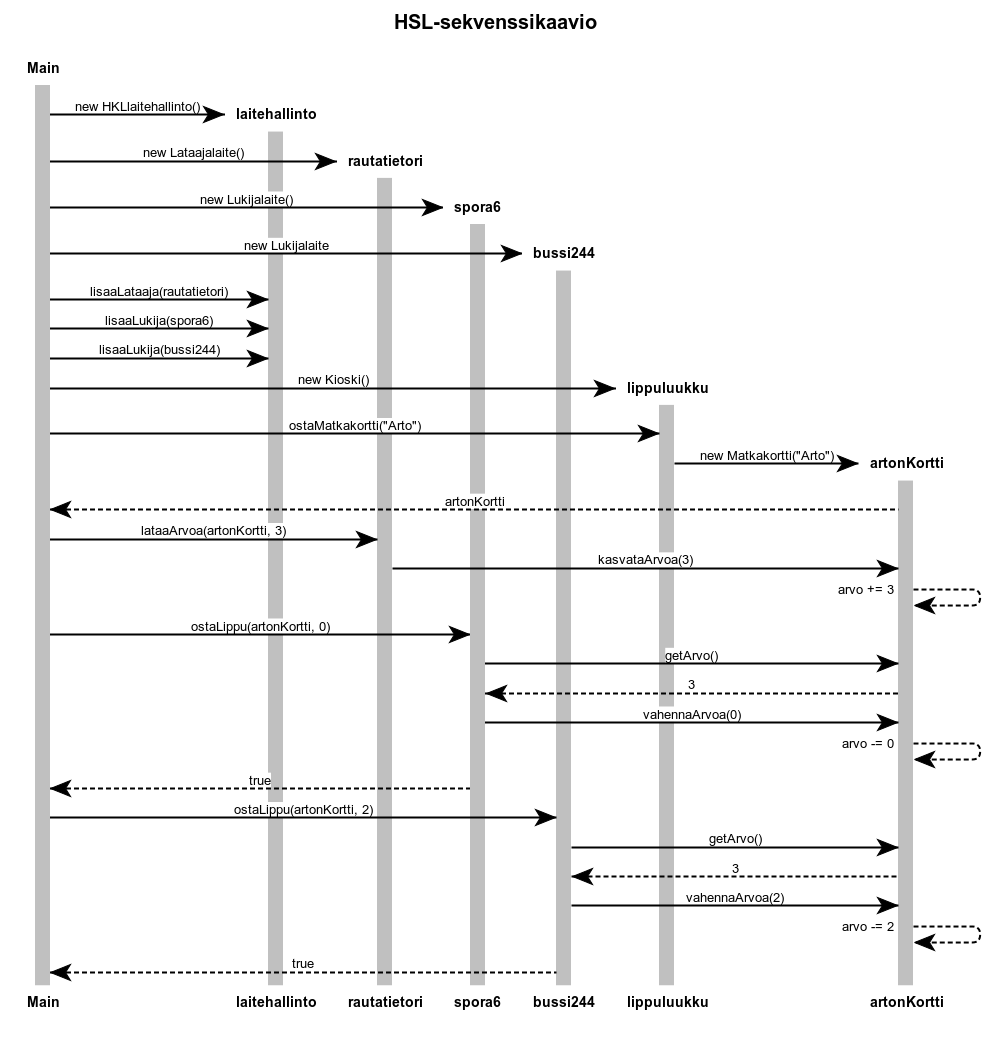 HSL-sekvenssikaavio
Main
new HKLlaitehallinto()
laitehallinto
new Lataajalaite()
rautatietori
new Lukijalaite()
spora6
new Lukijalaite
bussi244
lisaaLataaja(rautatietori)
lisaaLukija(spora6)
lisaaLukija(bussi244)
new Kioski()
lippuluukku
ostaMatkakortti("Arto")
new Matkakortti("Arto")
artonKortti
artonKortti
lataaArvoa(artonKortti, 3)
kasvataArvoa(3)
arvo += 3
ostaLippu(artonKortti, 0)
getArvo()
3
vahennaArvoa(0)
arvo -= 0
true
ostaLippu(artonKortti, 2)
getArvo()
3
vahennaArvoa(2)
arvo -= 2
true
Main laitehallinto rautatietori spora6 bussi244 lippuluukku artonKortti